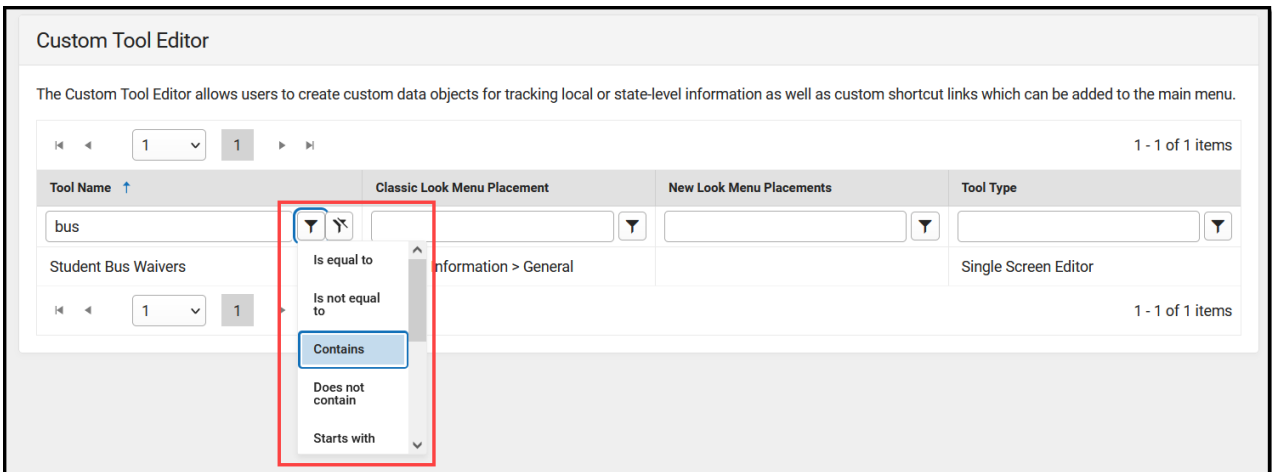 Custom Tool Editor
The Custom Tool Editor allows users to create custom data objects for tracking local or state-level information as well as custom shortcut links which can be added to the main menu.
1 1 1 - 1 of 1 items
Tool Name Classic Look Menu Placement New Look Menu Placements Tool Type
bus
Student Bus Waivers nformation > General Single Screen Editor
1 1 1 - 1 of 1 items
Is equal to
Is not equal
to
Contains
Does not
contain
Starts with